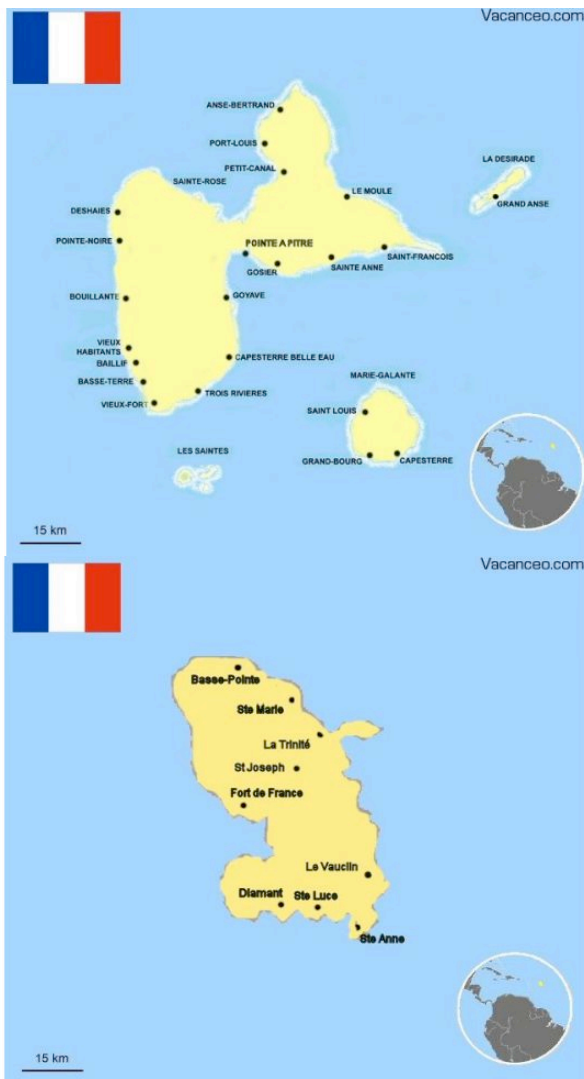 Vacanceo.com
ANSE-BERTRAND
PORT-LOUIS
PETIT-CANAL
LA DESIRADE
SAINTE-ROSE
LE MOULE
GRAND ANSE
DESHAIES
POINTE-NOIRE
POINTE A PITRE
SAINT-FRANCOIS
SAINTE ANNE
GOSIER
BOUILLANTE
GOYAVE
VIEUX
HABITANTS
BAILLIF
CAPESTERRE BELLE EAU
MARIE-GALANTE
BASSE-TERRE
TROIS RIVIERES
VIEUX-FORT
SAINT LOUIS
LES SAINTES
GRAND-BOURG
CAPESTERRE
15 km
Vacanceo.com
Basse-Pointe
Ste Marie
La Trinité
St Joseph
Fort de France
Le Vauclin
Diamant
Ste Luce
Ste Anne
15 km